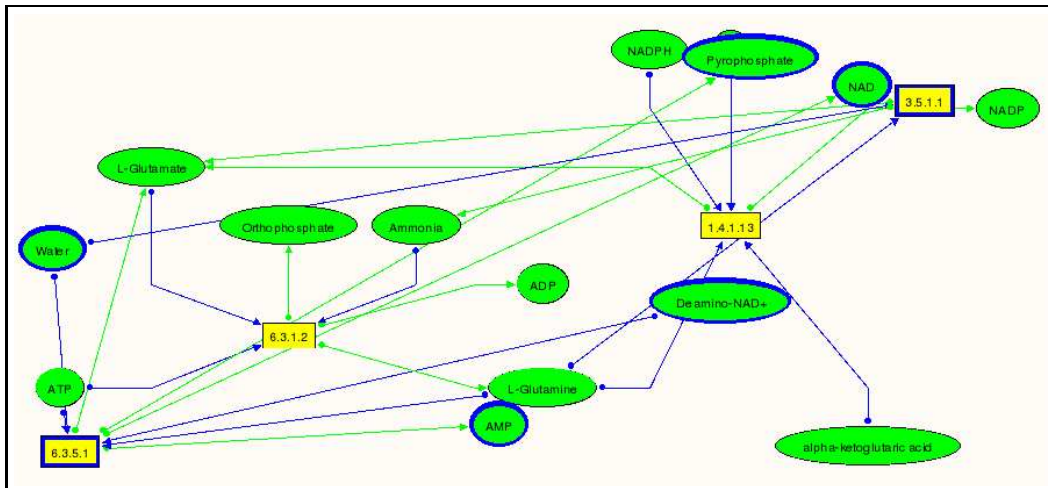 NADPH
Pyrophosphate
NAD
3.5.1.1
NADP
L-Glutamate
Orthophosphate
Ammonia
1.4.1.13
Water
ADP
Deamino-NAD+
6.3.1.2
ATP
L-Glutamine
AMP
6.3.5.1
alpha-ketoglutaric acid